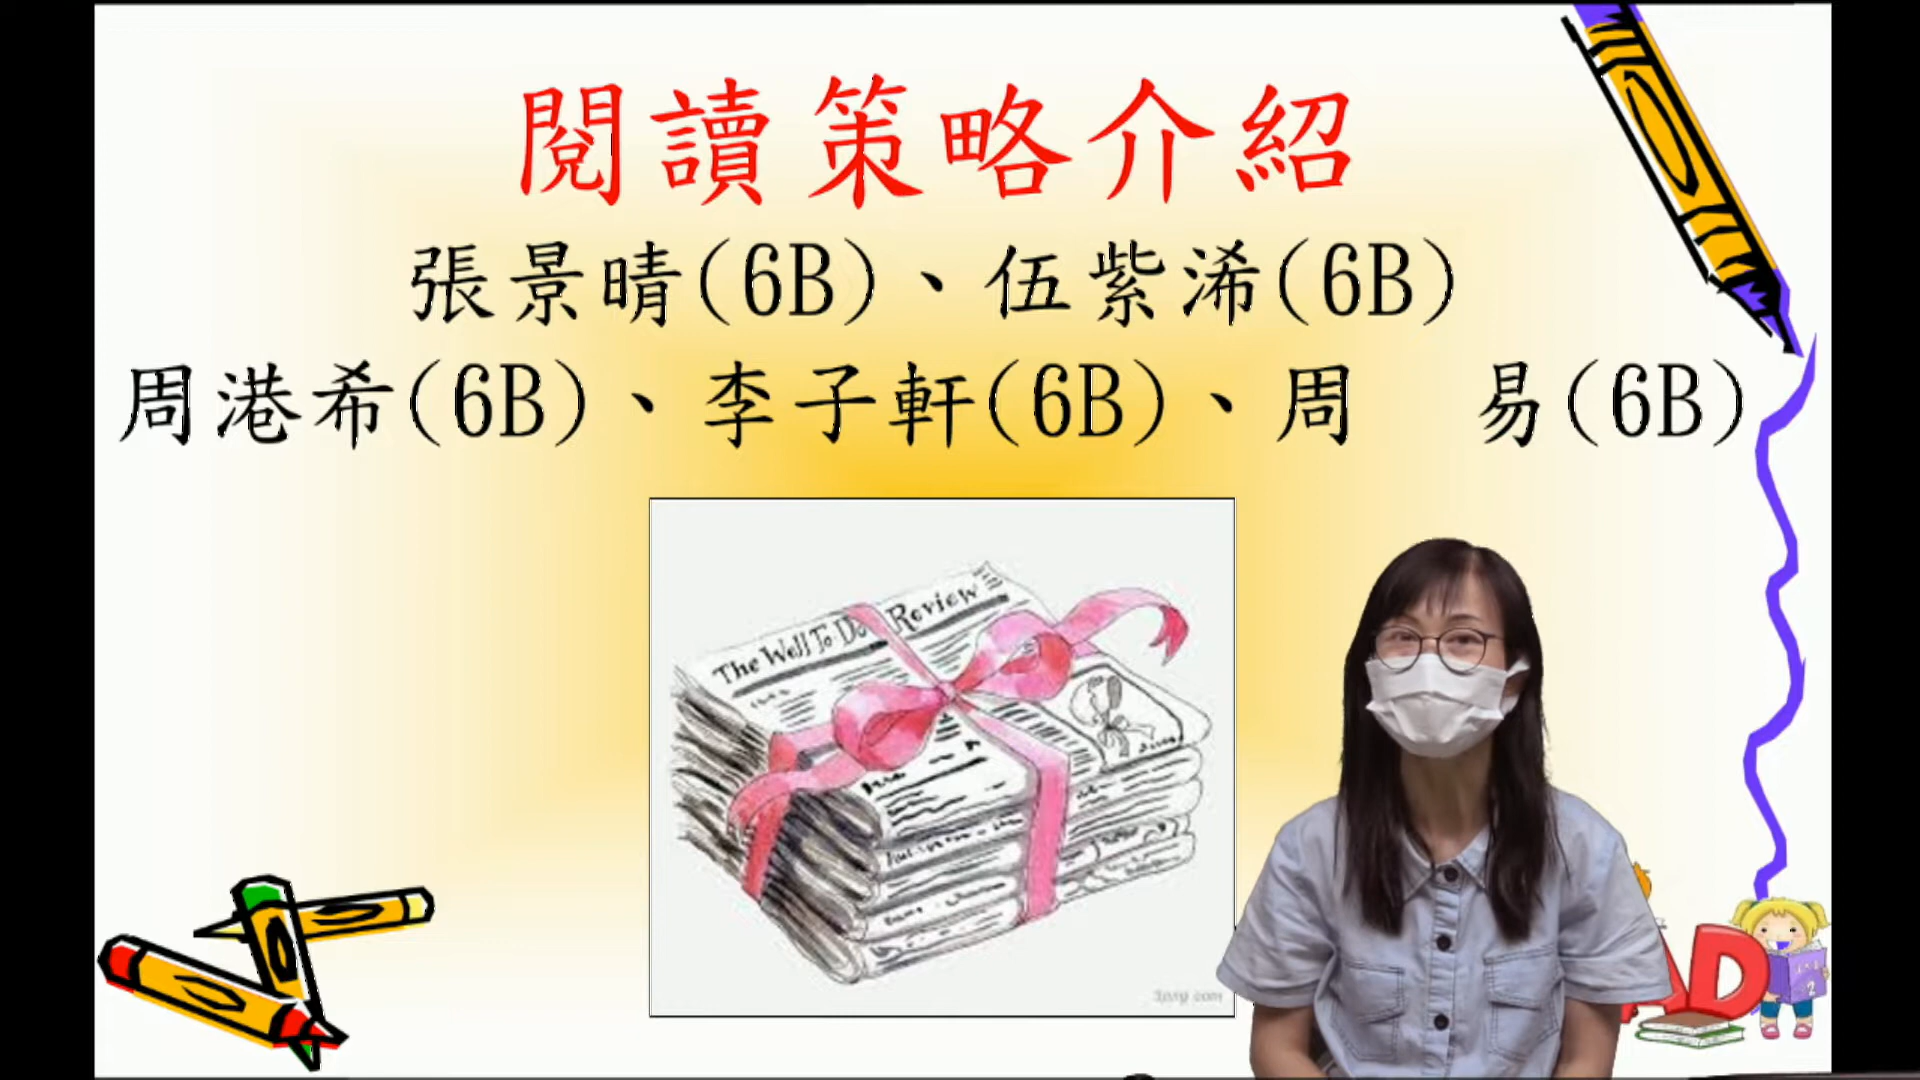 閱讀策略介紹
張景晴(6B)、伍紫浠(6B)
周港希(6B)、李子軒(6B)、周　易(6B)
The Well To Do Review
AD